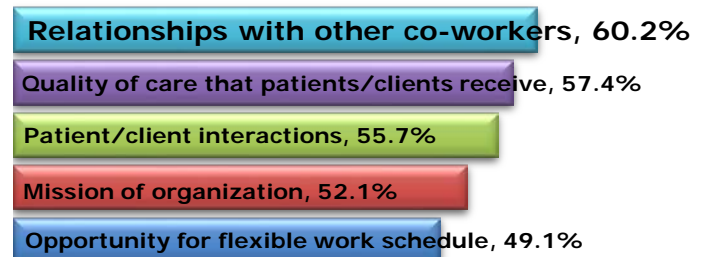 Relationships with other co-workers, 60.2%
Quality of care that patients/clients receive, 57.4%
Patient/client interactions, 55.7%
Mission of organization, 52.1%
Opportunity for flexible work schedule, 49.1%